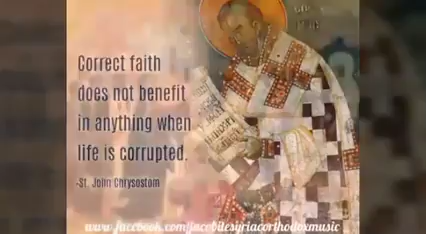 Correct faith
does not benefit
in anything when
life is corrupted.
-St. John Chrysostom
www.facebook.com/jacobitesyriacorthodoxmusic